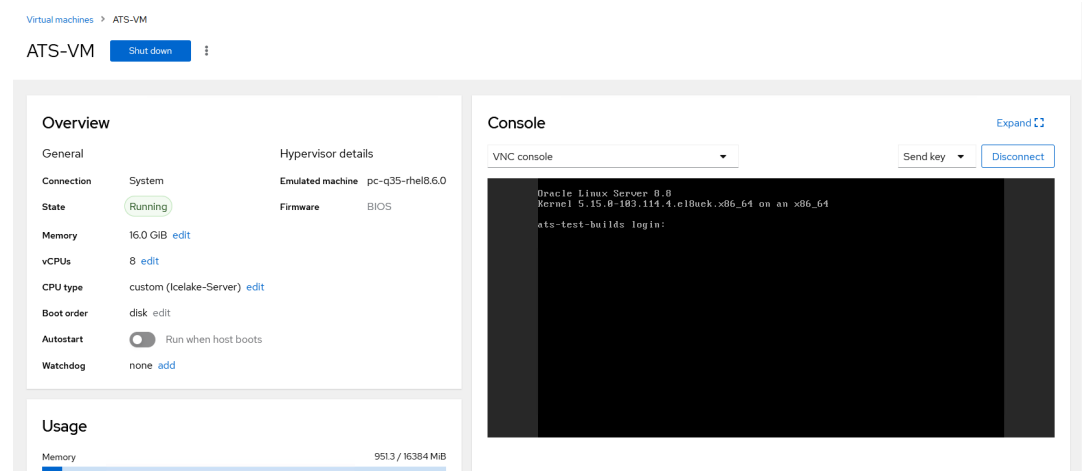 Virtual machines > ATS-VM
ATS-VM
Shut down
Overview
General
Connection System
State Running
Memory 16.0 GiB edit
vCPUs 8 edit
CPU type custom (Icelake-Server) edit
Boot order disk edit
Autostart Run when host boots
Watchdog none add
Hypervisor details
Emulated machine pc-q35-rhel8.6.0
Firmware BIOS
Usage
Memory 951.3 / 16384 MiB
Console
Expand
VNC console
Send key
Disconnect
Oracle Linux Server 8.8
Kernel 5.15.0-103.114.4.el8uek.x86_64 on an x86_64
ats-test-builds login: